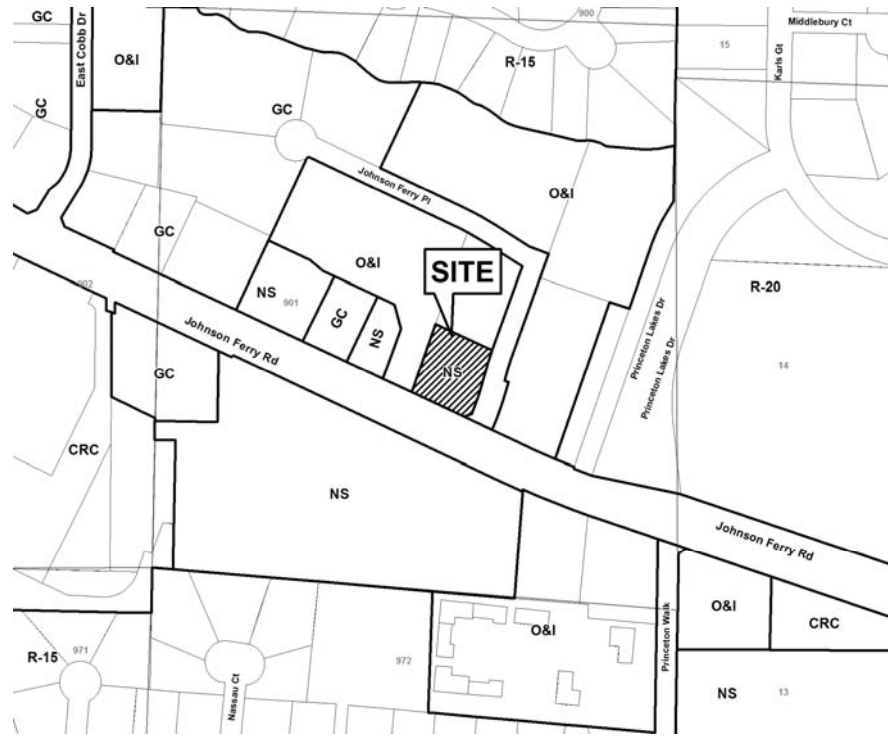 GC
East Cobb Dr
O&I
GC
900
R-15
15
Karls Gt
Middlebury Ct
GC
Johnson Ferry Pl
O&I
GC
902
O&I
SITE
NS
901
GC
NS
NS
Princeton Lakes Dr
Princeton Lakes Dr
R-20
14
Johnson Ferry Rd
GC
CRC
NS
Johnson Ferry Rd
Princeton Walk
O&I
CRC
O&I
R-15
971
Nassau Ct
972
NS
13